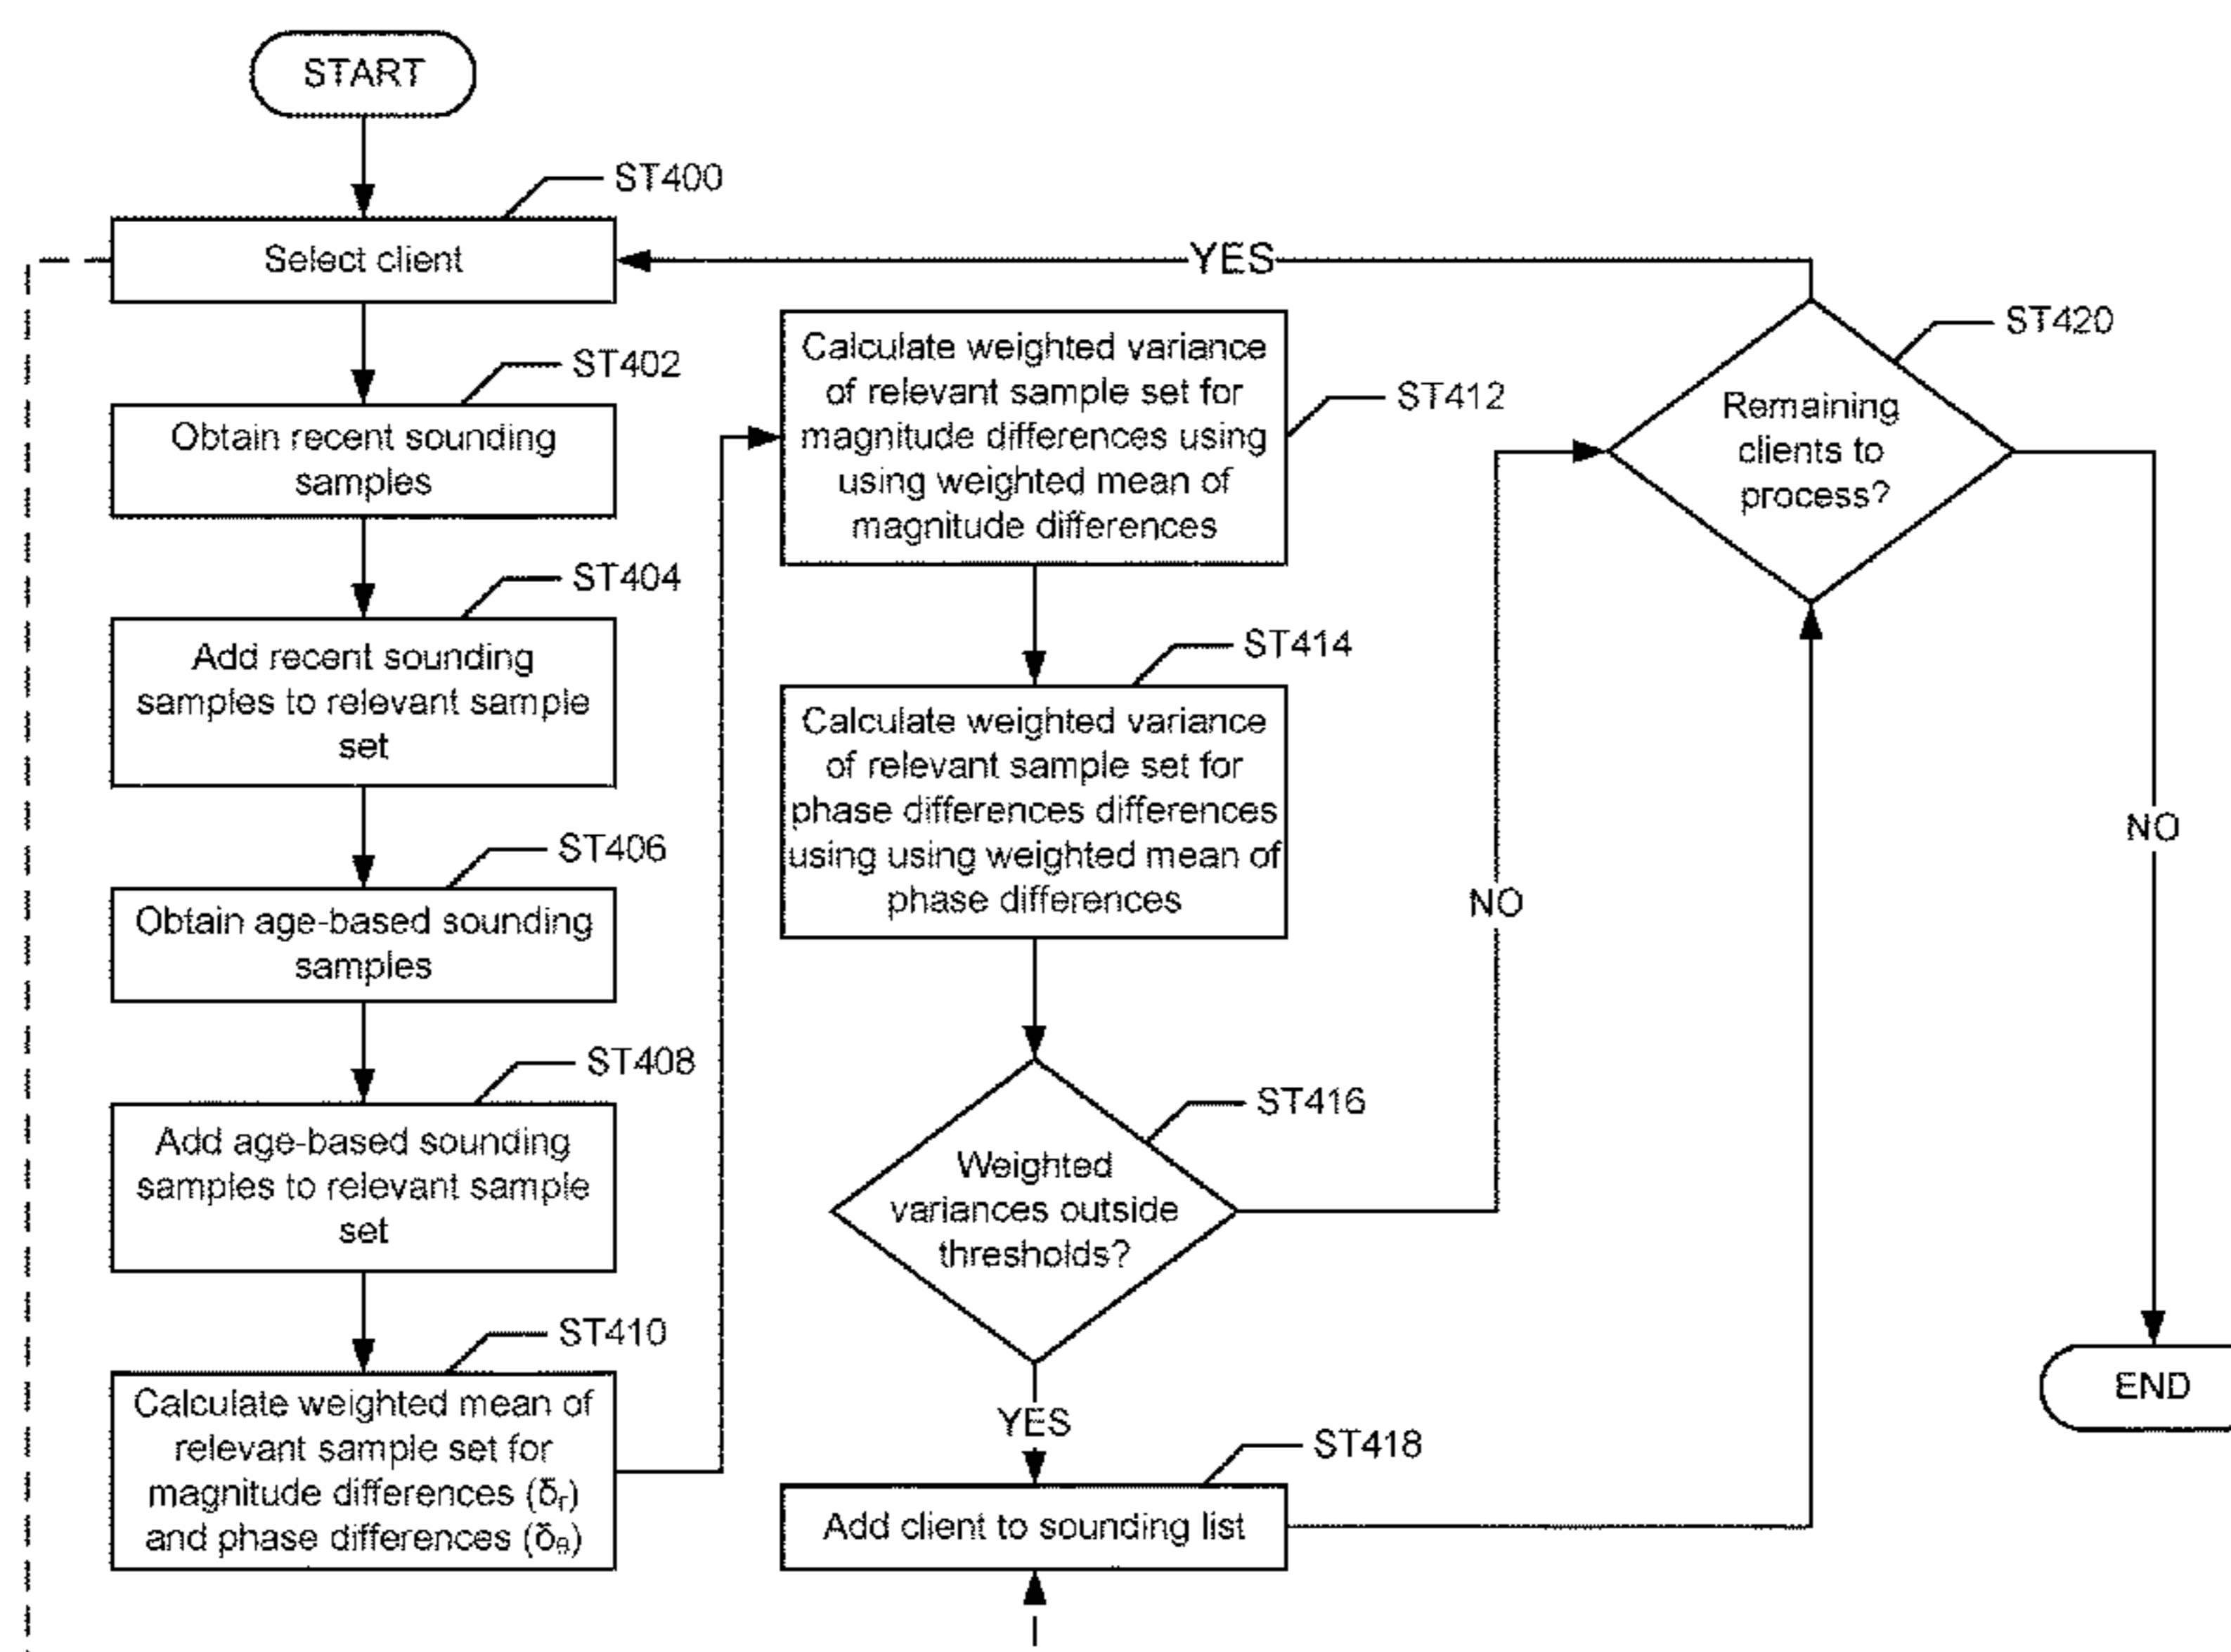 START
ST400
Select client
ST402
Obtain recent sounding
samples
ST404
Add recent sounding
samples to relevant sample
set
ST406
Obtain age-based sounding
samples
ST408
Add age-based sounding
samples to relevant sample
set
ST410
Calculate weighted mean of
relevant sample set for
magnitude differences (δr)
and phase differences (δθ)
ST412
Calculate weighted variance
of relevant sample set for
magnitude differences using
using weighted mean of
magnitude differences
ST414
Calculate weighted variance
of relevant sample set for
phase differences differences
using using weighted mean of
phase differences
ST416
Weighted
variances outside
thresholds?
NO
YES
ST418
Add client to sounding list
ST420
Remaining
clients to
process?
YES
NO
END